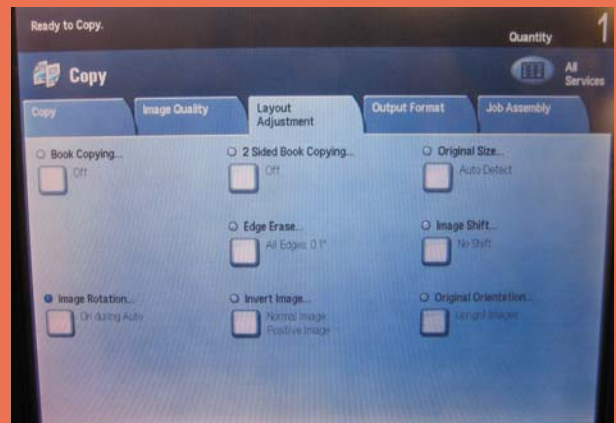 Ready to Copy.
Quantity
1
Copy
All
Services
Copy
Image Quality
Layout
Adjustment
Output Format
Job Assembly
Book Copying...
Off
2 Sided Book Copying...
Off
Original Size...
Auto Detect
Edge Erase...
All Edges: 0.1"
Image Shift...
No Shift
Image Rotation...
On during Auto
Invert Image...
Normal Image
Positive Image
Original Orientation...
Upright Images